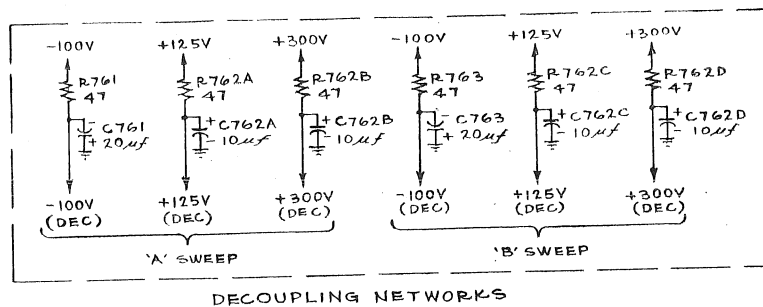 -100V +125V +300V -100V +125V +300V
R761 R762A R762B R763 R762C R762D
47 47 47 47 47 47
- C761 + C762A + C762B - C763 + C762C + C762D
+ 20µf - 10µf - 10µf + 20µf - 10µf - 10µf
-100V +125V +300V -100V +125V +300V
(DEC) (DEC) (DEC) (DEC) (DEC) (DEC)
'A' SWEEP 'B' SWEEP
DECOUPLING NETWORKS